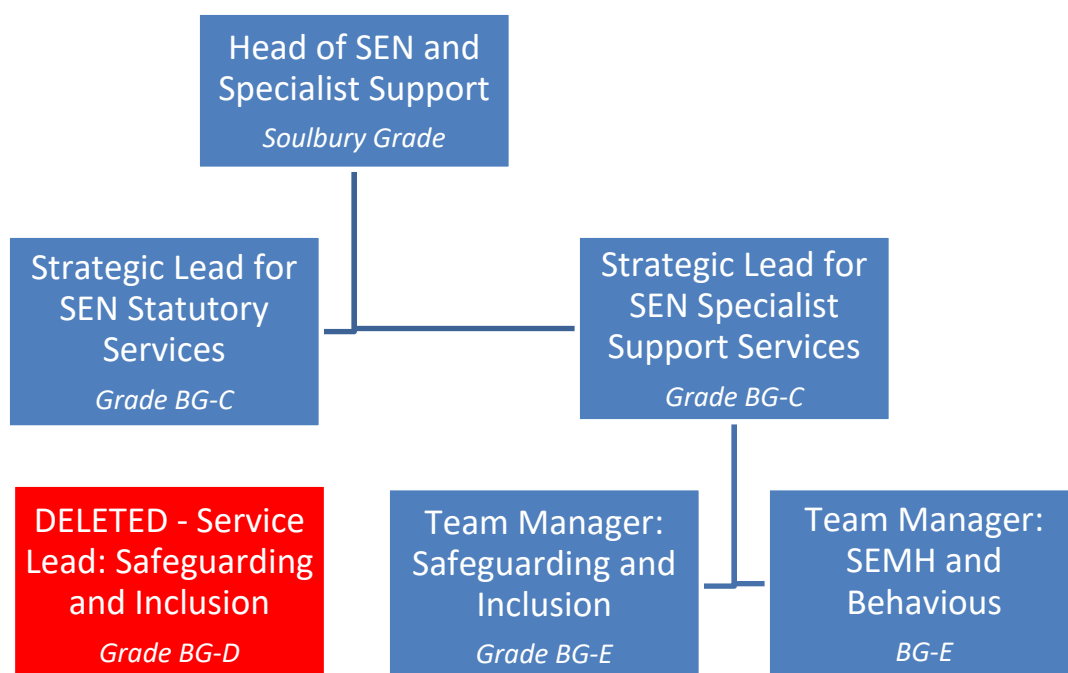 Head of SEN and
Specialist Support
Soulbury Grade
Strategic Lead for
SEN Statutory
Services
Grade BG-C
Strategic Lead for
SEN Specialist
Support Services
Grade BG-C
DELETED - Service
Lead: Safeguarding
and Inclusion
Grade BG-D
Team Manager:
Safeguarding and
Inclusion
Grade BG-E
Team Manager:
SEMH and
Behavious
BG-E